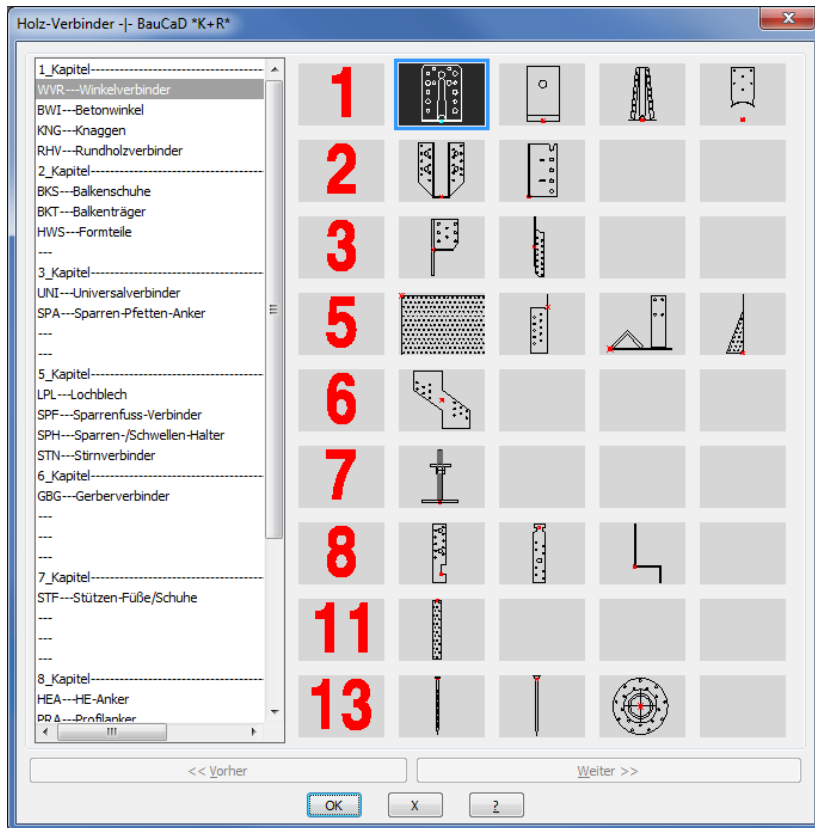 Holz-Verbinder -|- BauCaD *K+R*
1_Kapitel--------------------------------------------
WVR---Winkelverbinder
BWI---Betonwinkel
KNG---Knaggen
RHV---Rundholzverbinder
2_Kapitel--------------------------------------------
BKS---Balkenschuhe
BKT---Balkenträger
HWS---Formteile
---
3_Kapitel--------------------------------------------
UNI---Universalverbinder
SPA---Sparren-Pfetten-Anker
---
---
5_Kapitel--------------------------------------------
LPL---Lochblech
SPF---Sparrenfuss-Verbinder
SPH---Sparren-/Schwellen-Halter
STN---Stirnverbinder
6_Kapitel--------------------------------------------
GBG---Gerberverbinder
---
---
---
7_Kapitel--------------------------------------------
STF---Stützen-Füße/Schuhe
---
---
---
8_Kapitel--------------------------------------------
HEA---HE-Anker
PRA---Profilanker
1
2
3
5
6
7
8
11
13
<< Vorher
Weiter >>
OK
X
?